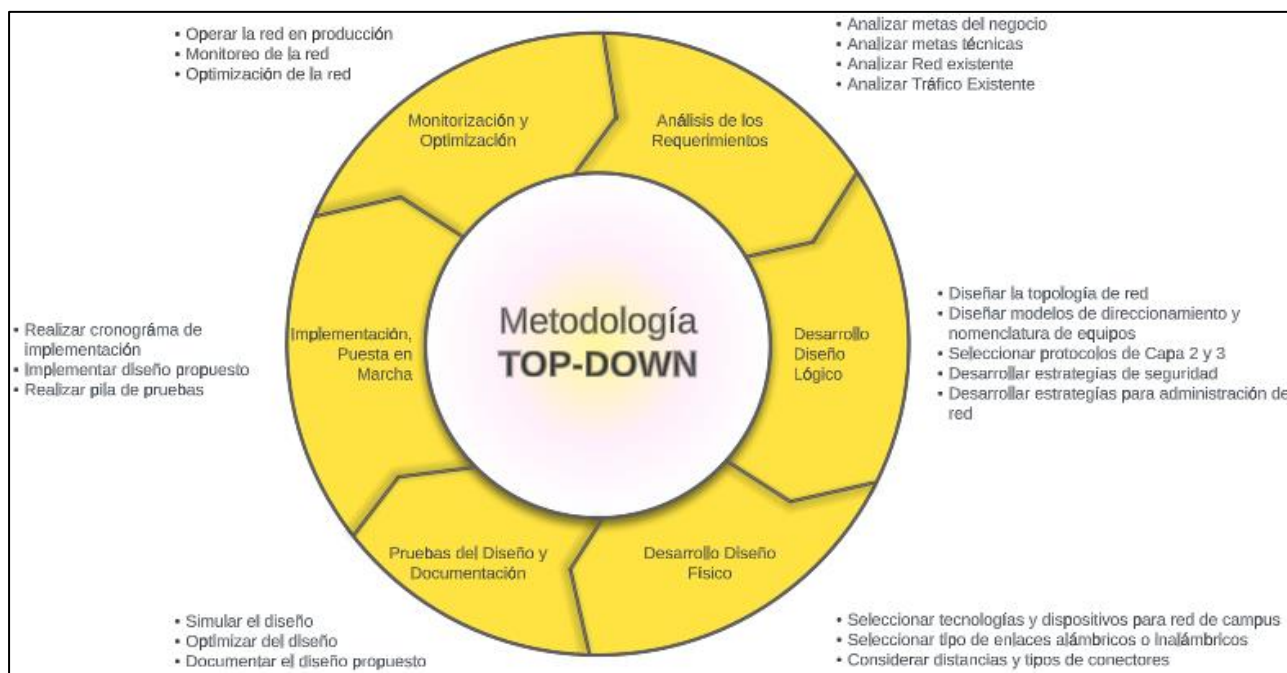 • Operar la red en producción
• Monitoreo de la red
• Optimización de la red
• Analizar metas del negocio
• Analizar metas técnicas
• Analizar Red existente
• Analizar Tráfico Existente
Monitorización y
Optimización
Análisis de los
Requerimientos
Metodología
TOP-DOWN
• Realizar cronográma de
implementación
• Implementar diseño propuesto
• Realizar pila de pruebas
Implementación,
Puesta en
Marcha
Desarrollo
Diseño
Lógico
• Diseñar la topología de red
• Diseñar modelos de direccionamiento y
nomenclatura de equipos
• Seleccionar protocolos de Capa 2 y 3
• Desarrollar estrategías de seguridad
• Desarrollar estrategías para administración de
red
Pruebas del Diseño y
Documentación
Desarrollo Diseño
Físico
• Simular el diseño
• Optimizar del diseño
• Documentar el diseño propuesto
• Seleccionar tecnologías y dispositivos para red de campus
• Seleccionar tipo de enlaces alámbricos o inalámbricos
• Considerar distancias y tipos de conectores